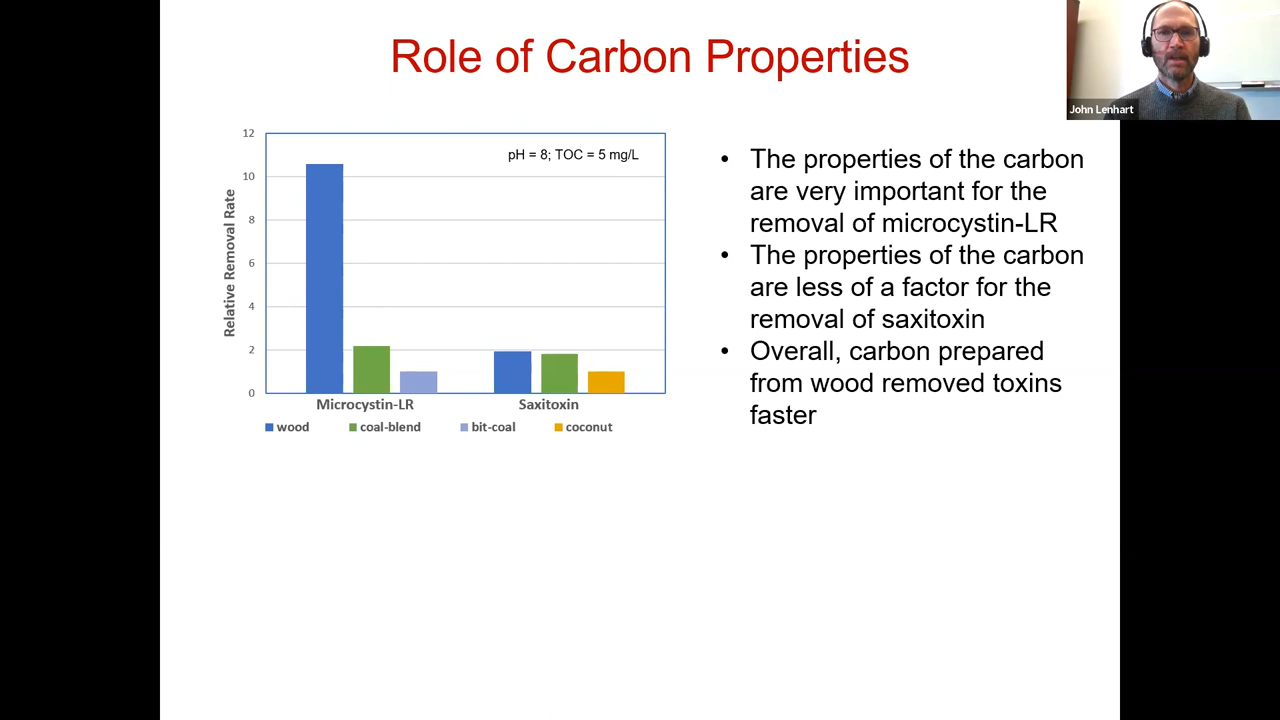 Role of Carbon Properties
John Lenhart
12
10
8
6
4
2
0
Relative Removal Rate
pH = 8; TOC = 5 mg/L
Microcystin-LR
Saxitoxin
wood
coal-blend
bit-coal
coconut
• The properties of the carbon
are very important for the
removal of microcystin-LR
• The properties of the carbon
are less of a factor for the
removal of saxitoxin
• Overall, carbon prepared
from wood removed toxins
faster